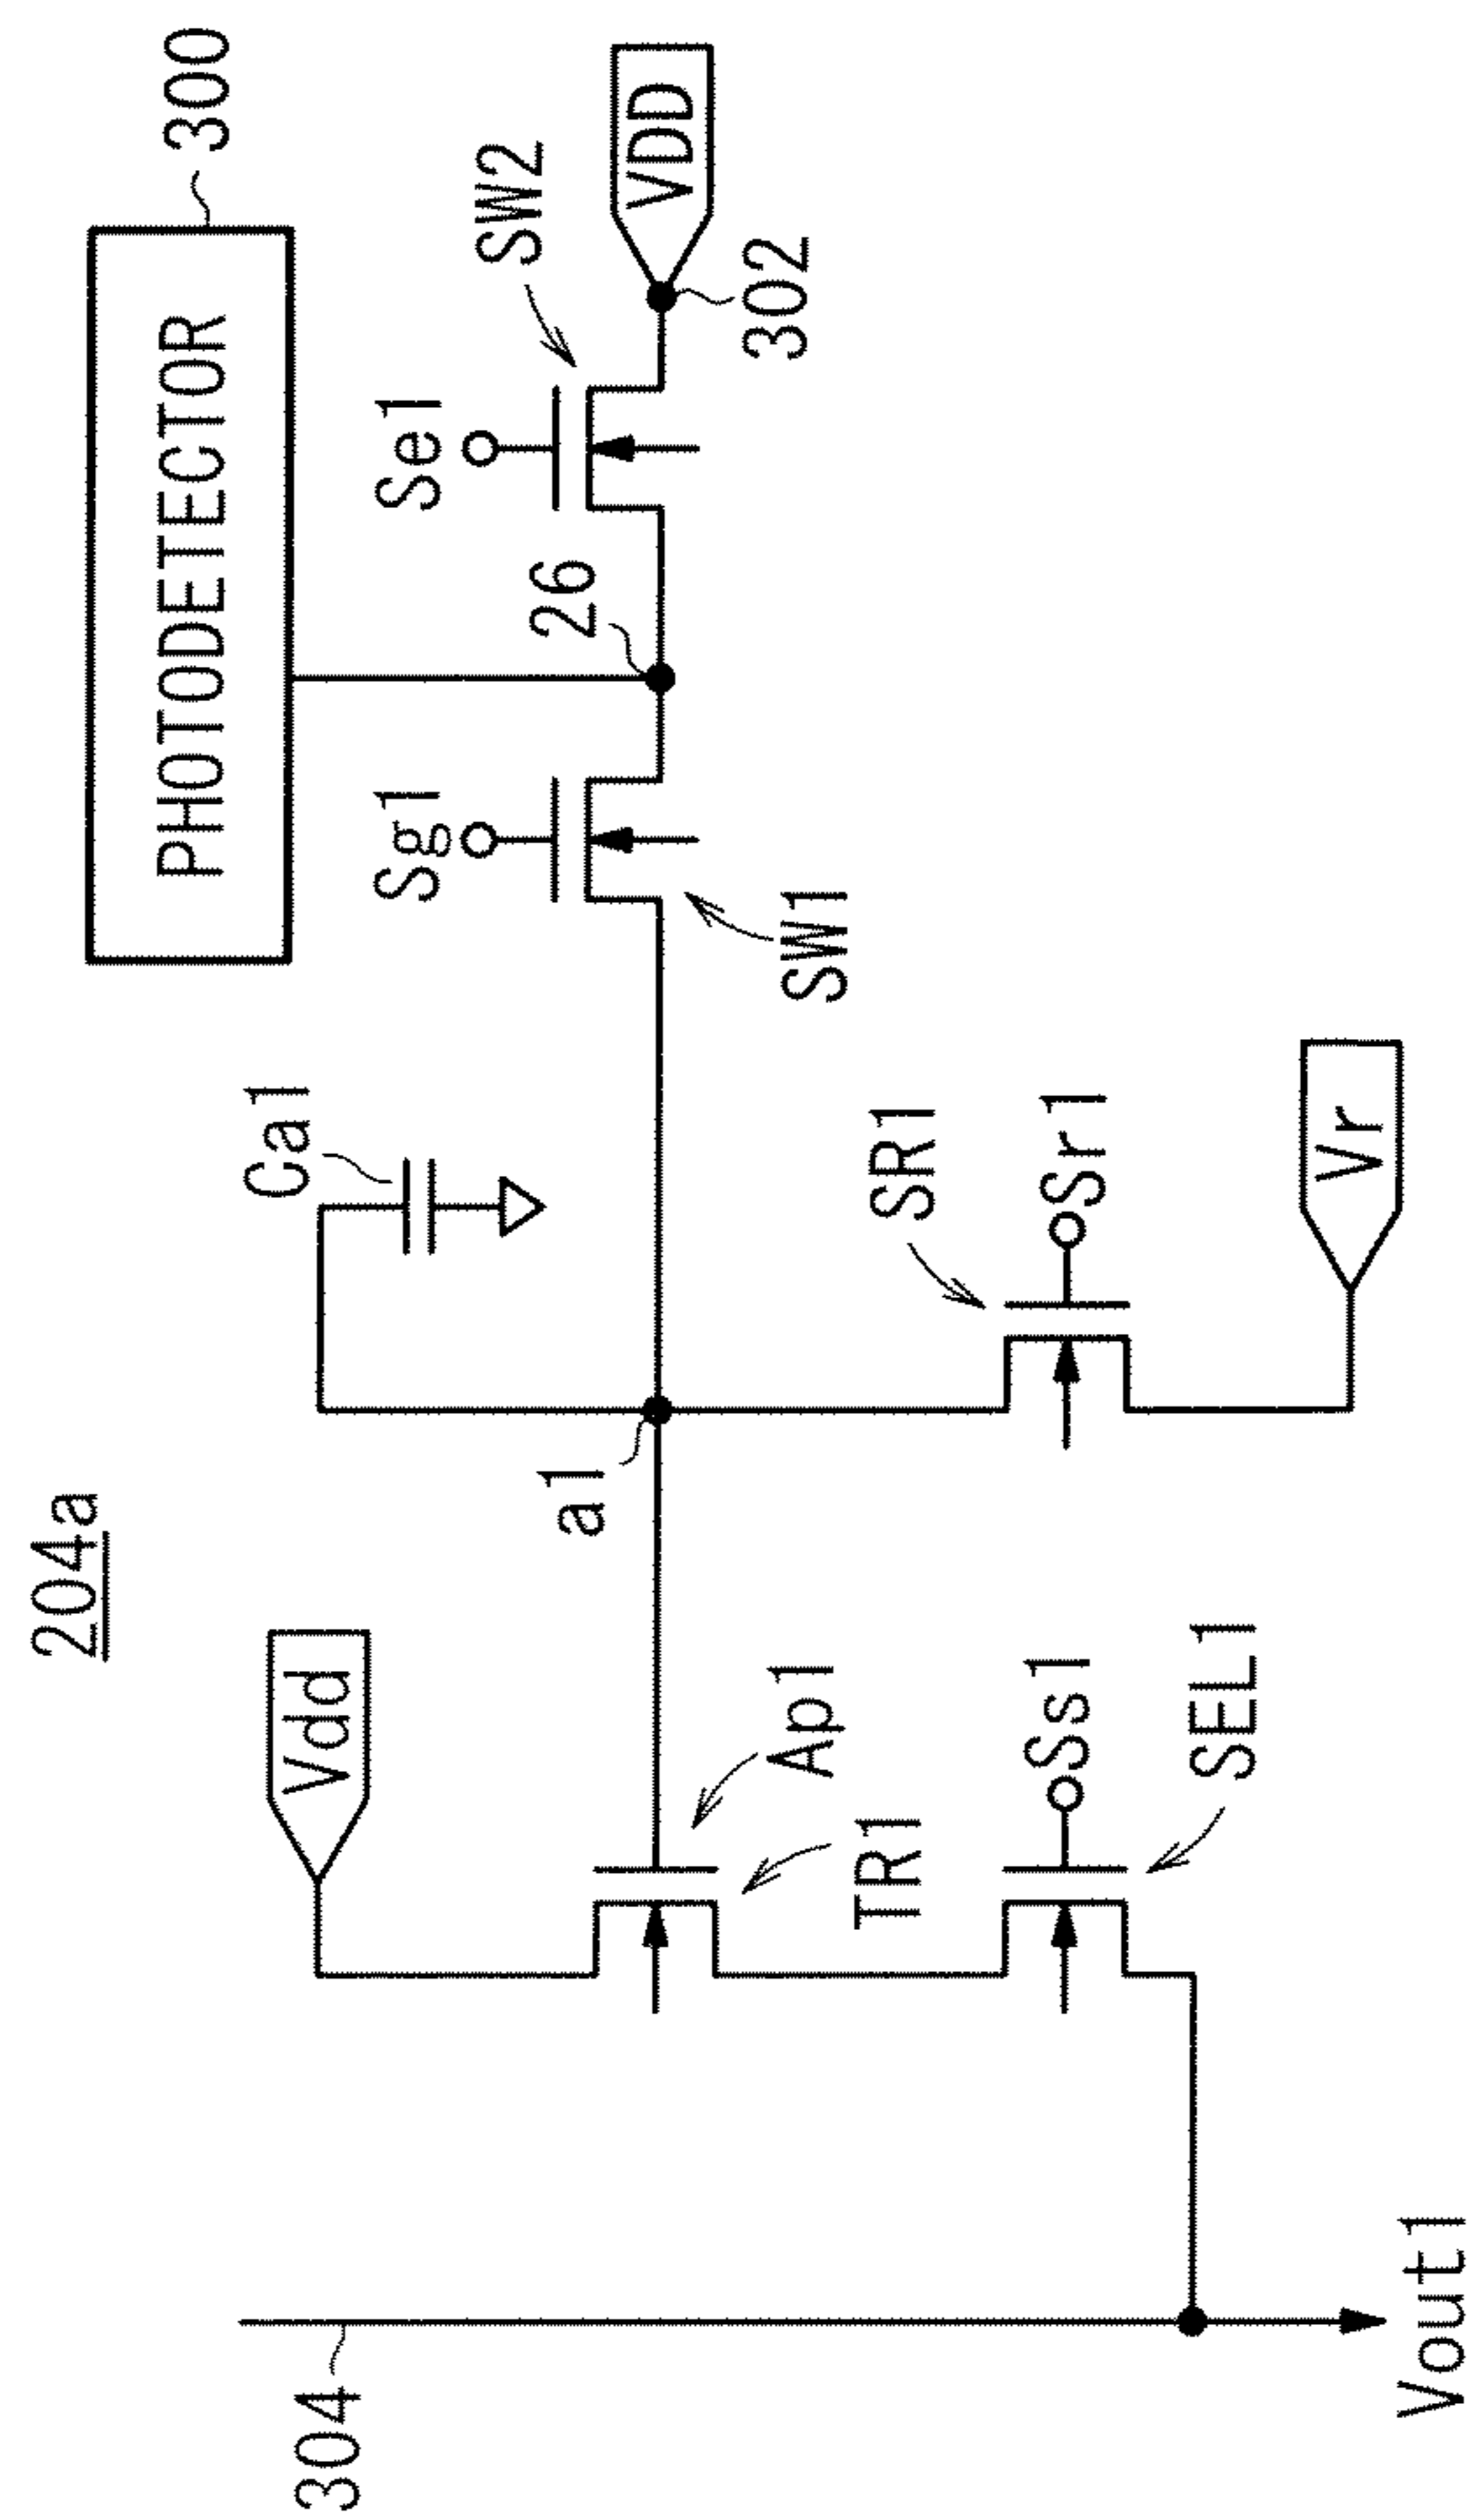 204a
PHOTODETECTOR
300
Ca1
Vdd
304
Sg1
Se1
SW2
26
a1
VDD
302
SW1
Ap1
TR1
SR1
Sr1
Ss1
SEL1
Vr
Vout1